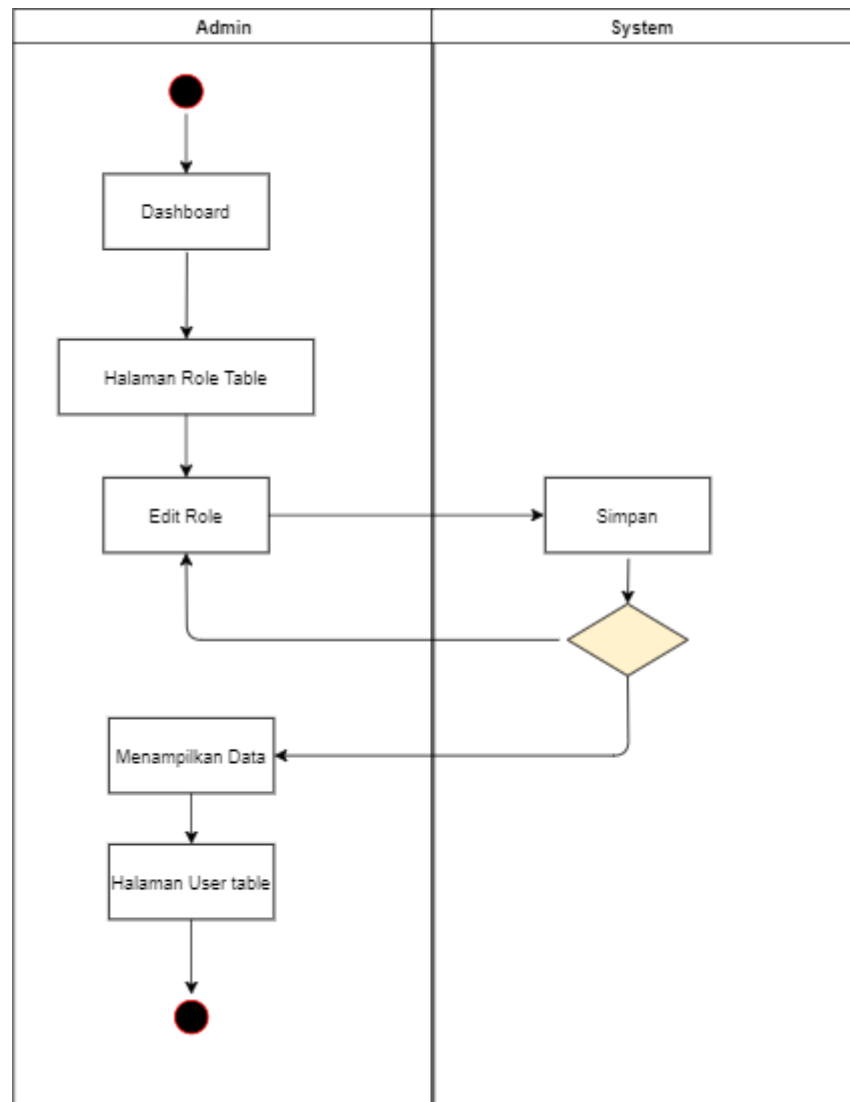 Admin
System
Dashboard
Halaman Role Table
Edit Role
Simpan
Menampilkan Data
Halaman User table